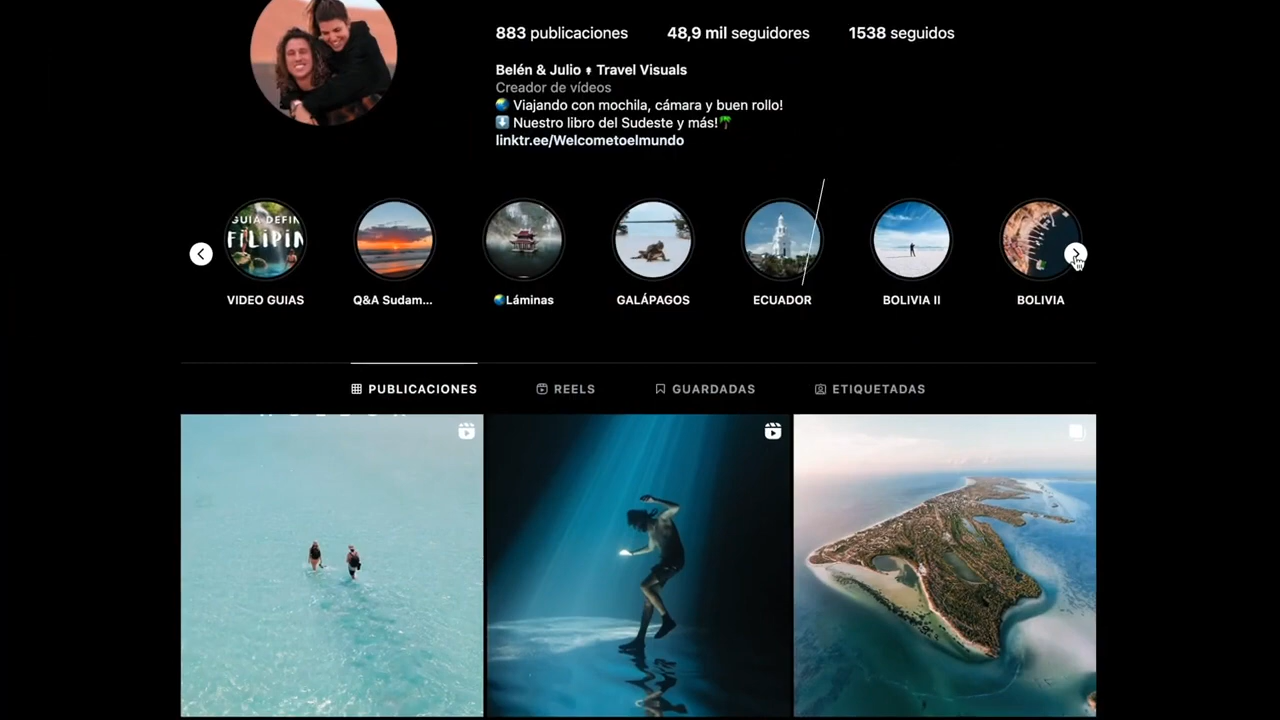 883 publicaciones 48,9 mil seguidores 1538 seguidos
Belén & Julio Travel Visuals
Creador de vídeos
🌏 Viajando con mochila, cámara y buen rollo!
⬇️ Nuestro libro del Sudeste y más!🌴
linktr.ee/Welcometoelmundo
GUIA DEFIN
FILIPIN
VIDEO GUIAS Q&A Sudam... 🌏Láminas GALÁPAGOS ECUADOR BOLIVIA II BOLIVIA
PUBLICACIONES REELS GUARDADAS ETIQUETADAS